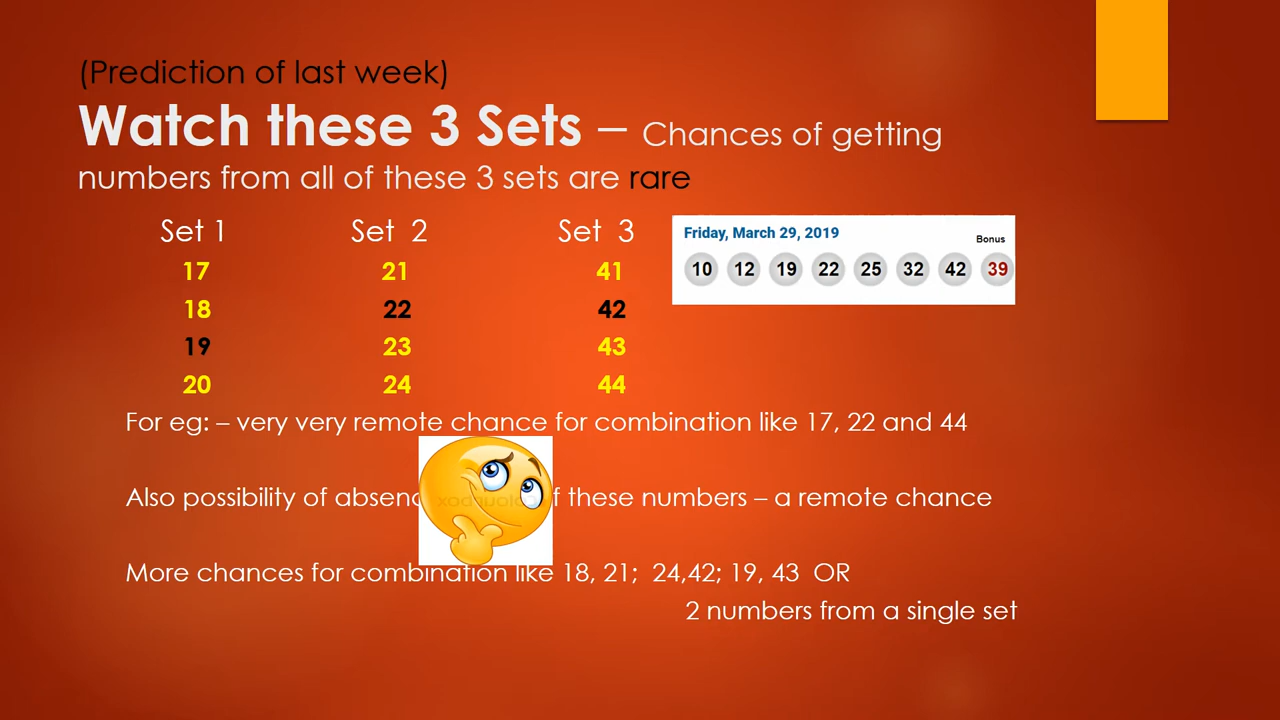 (Prediction of last week)
Watch these 3 Sets – Chances of getting
numbers from all of these 3 sets are rare
Set 1 Set 2 Set 3
17 21 41
18 22 42
19 23 43
20 24 44
Friday, March 29, 2019
Bonus
10 12 19 22 25 32 42 39
For eg: – very very remote chance for combination like 17, 22 and 44
Also possibility of these numbers – a remote chance
More chances for combination like 18, 21; 24,42; 19, 43 OR
2 numbers from a single set